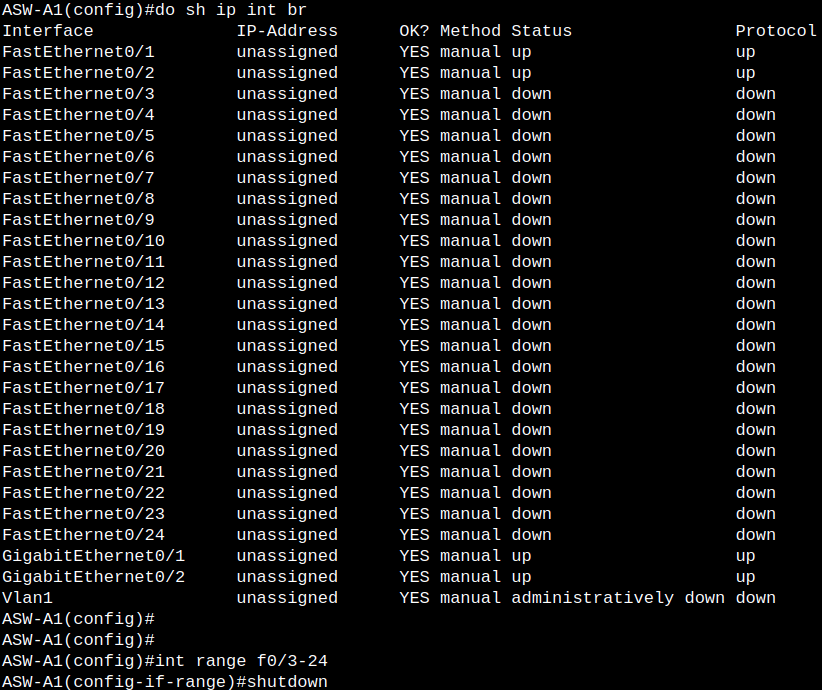 ASW-A1(config)#do sh ip int br
Interface              IP-Address      OK? Method Status                Protocol
FastEthernet0/1        unassigned      YES manual up                    up
FastEthernet0/2        unassigned      YES manual up                    up
FastEthernet0/3        unassigned      YES manual down                  down
FastEthernet0/4        unassigned      YES manual down                  down
FastEthernet0/5        unassigned      YES manual down                  down
FastEthernet0/6        unassigned      YES manual down                  down
FastEthernet0/7        unassigned      YES manual down                  down
FastEthernet0/8        unassigned      YES manual down                  down
FastEthernet0/9        unassigned      YES manual down                  down
FastEthernet0/10       unassigned      YES manual down                  down
FastEthernet0/11       unassigned      YES manual down                  down
FastEthernet0/12       unassigned      YES manual down                  down
FastEthernet0/13       unassigned      YES manual down                  down
FastEthernet0/14       unassigned      YES manual down                  down
FastEthernet0/15       unassigned      YES manual down                  down
FastEthernet0/16       unassigned      YES manual down                  down
FastEthernet0/17       unassigned      YES manual down                  down
FastEthernet0/18       unassigned      YES manual down                  down
FastEthernet0/19       unassigned      YES manual down                  down
FastEthernet0/20       unassigned      YES manual down                  down
FastEthernet0/21       unassigned      YES manual down                  down
FastEthernet0/22       unassigned      YES manual down                  down
FastEthernet0/23       unassigned      YES manual down                  down
FastEthernet0/24       unassigned      YES manual down                  down
GigabitEthernet0/1     unassigned      YES manual up                    up
GigabitEthernet0/2     unassigned      YES manual up                    up
Vlan1                  unassigned      YES manual administratively down down
ASW-A1(config)#
ASW-A1(config)#
ASW-A1(config)#int range f0/3-24
ASW-A1(config-if-range)#shutdown